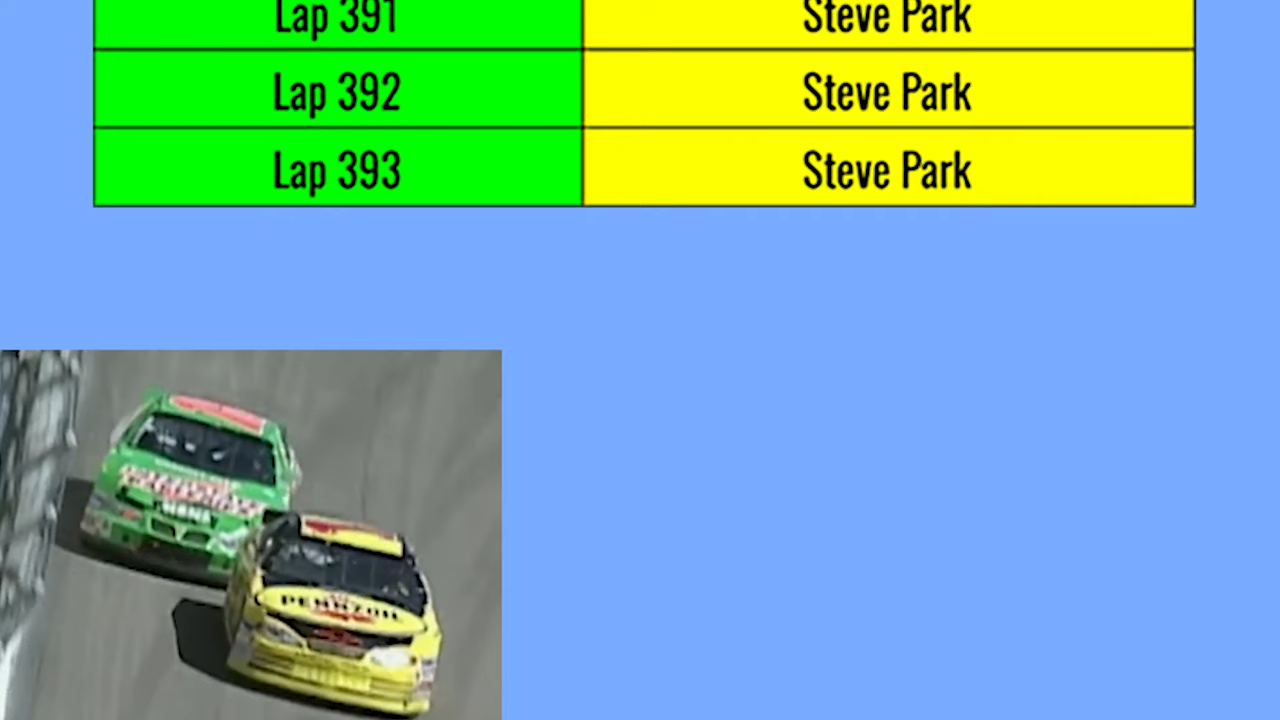 Lap 391 Steve Park
Lap 392 Steve Park
Lap 393 Steve Park
PENNZOIL